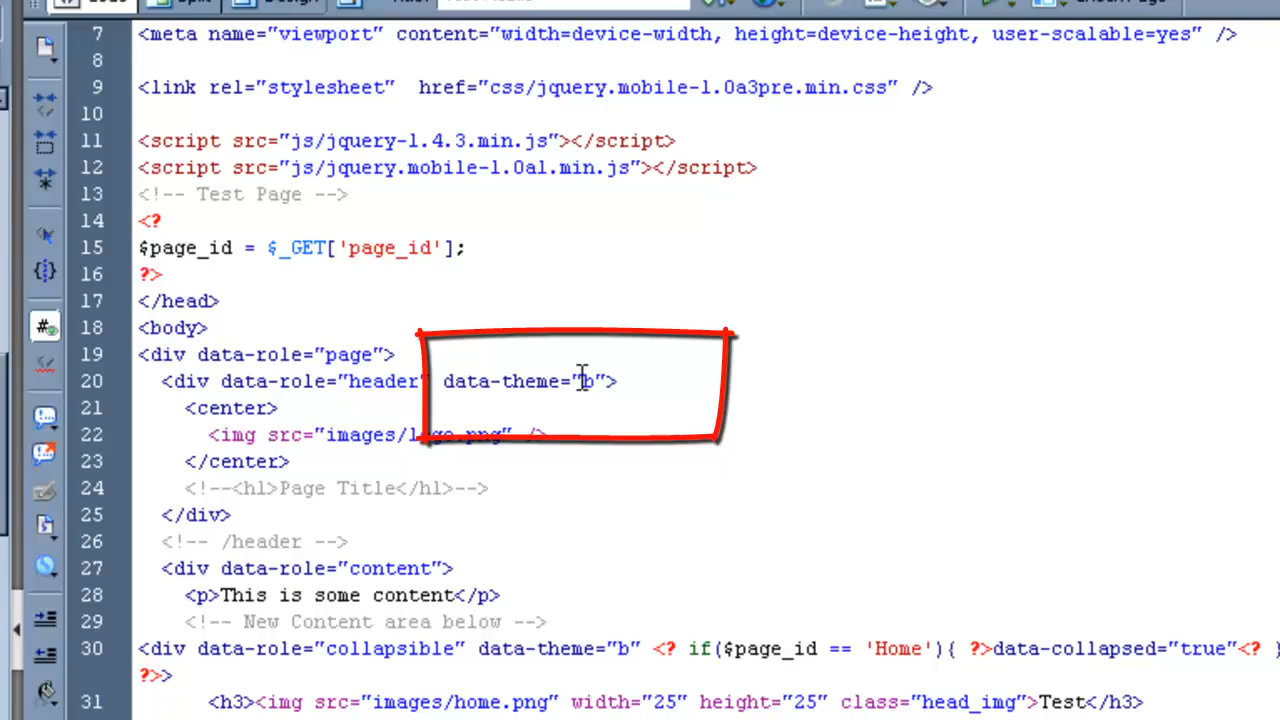 7 <meta name="viewport" content="width=device-width, height=device-height, user-scalable=yes" />
8
9 <link rel="stylesheet"  href="css/jquery.mobile-1.0a3pre.min.css" />
10
11 <script src="js/jquery-1.4.3.min.js"></script>
12 <script src="js/jquery.mobile-1.0a1.min.js"></script>
13 <!-- Test Page -->
14 <?
15 $page_id = $_GET['page_id'];
16 ?>
17 </head>
18 <body>
19 <div data-role="page">
20 <div data-role="header" data-theme="b">
21 <center>
22 <img src="images/logo.png" />
23 </center>
24 <!--<h1>Page Title</h1>-->
25 </div>
26 <!-- /header -->
27 <div data-role="content">
28 <p>This is some content</p>
29 <!-- New Content area below -->
30 <div data-role="collapsible" data-theme="b" <? if($page_id == 'Home'){ ?>data-collapsed="true"<? }
?>>
31 <h3><img src="images/home.png" width="25" height="25" class="head_img">Test</h3>